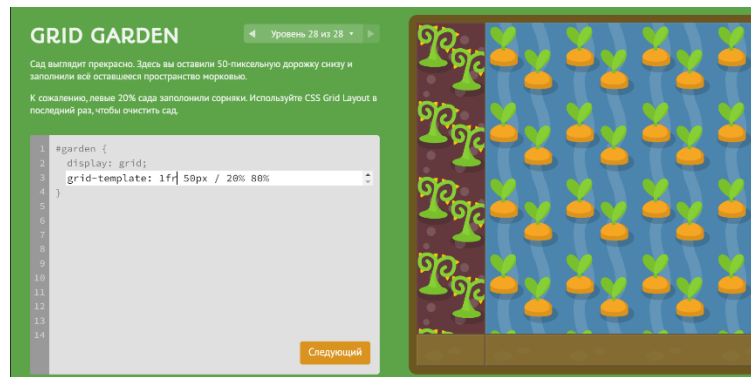 GRID GARDEN
◀ Уровень 28 из 28 ▾ ▶
Сад выглядит прекрасно. Здесь вы оставили 50-пиксельную дорожку снизу и
заполнили всё оставшееся пространство морковью.
К сожалению, левые 20% сада заполонили сорняки. Используйте CSS Grid Layout в
последний раз, чтобы очистить сад.
1 #garden {
2 display: grid;
3 grid-template: 1fr 50px / 20% 80%
4 }
5
6
7
8
9
10
11
12
13
14
Следующий